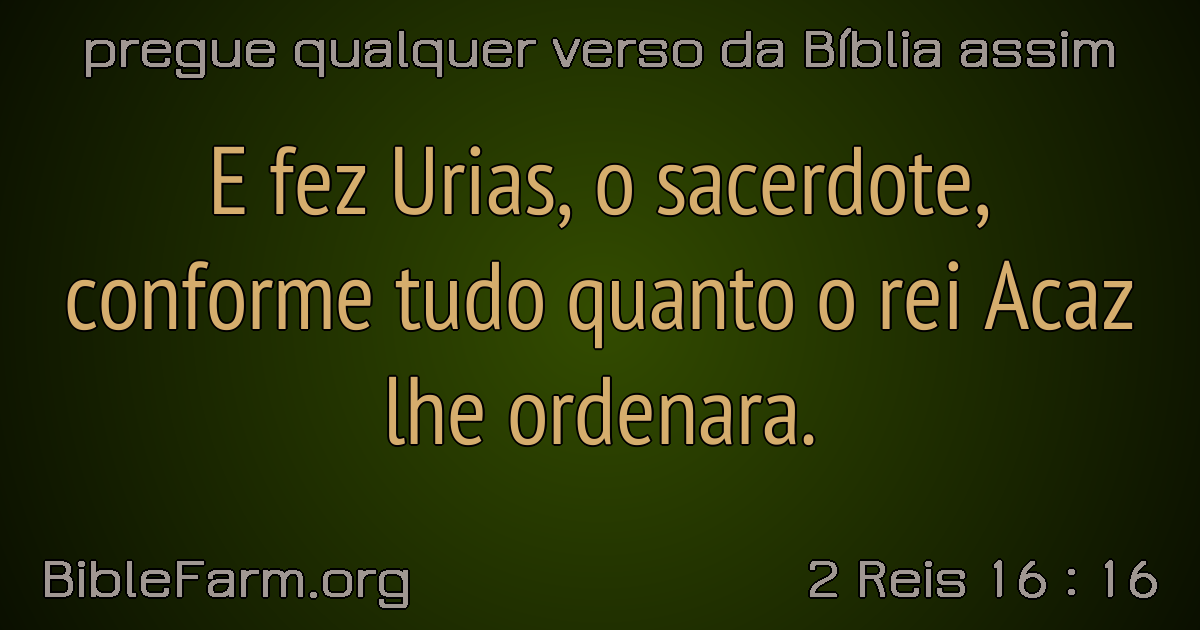 pregue qualquer verso da Bíblia assim
E fez Urias, o sacerdote,
conforme tudo quanto o rei Acaz
lhe ordenara.
BibleFarm.org
2 Reis 16 : 16